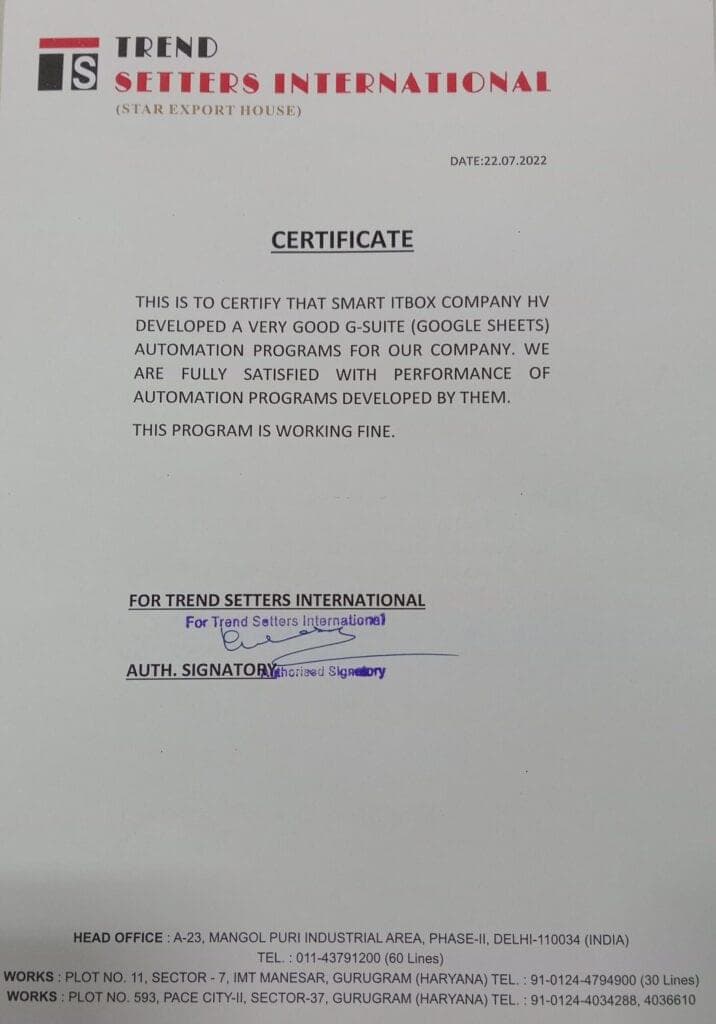 TS
TREND
SETTERS INTERNATIONAL
(STAR EXPORT HOUSE)
DATE:22.07.2022
CERTIFICATE
THIS IS TO CERTIFY THAT SMART ITBOX COMPANY HV
DEVELOPED A VERY GOOD G-SUITE (GOOGLE SHEETS)
AUTOMATION PROGRAMS FOR OUR COMPANY. WE
ARE FULLY SATISFIED WITH PERFORMANCE OF
AUTOMATION PROGRAMS DEVELOPED BY THEM.
THIS PROGRAM IS WORKING FINE.
FOR TREND SETTERS INTERNATIONAL
For Trend Setters International
AUTH. SIGNATORY
Authorised Signatory
HEAD OFFICE : A-23, MANGOL PURI INDUSTRIAL AREA, PHASE-II, DELHI-110034 (INDIA)
TEL. : 011-43791200 (60 Lines)
WORKS : PLOT NO. 11, SECTOR - 7, IMT MANESAR, GURUGRAM (HARYANA) TEL. : 91-0124-4794900 (30 Lines)
WORKS : PLOT NO. 593, PACE CITY-II, SECTOR-37, GURUGRAM (HARYANA) TEL. : 91-0124-4034288, 4036610